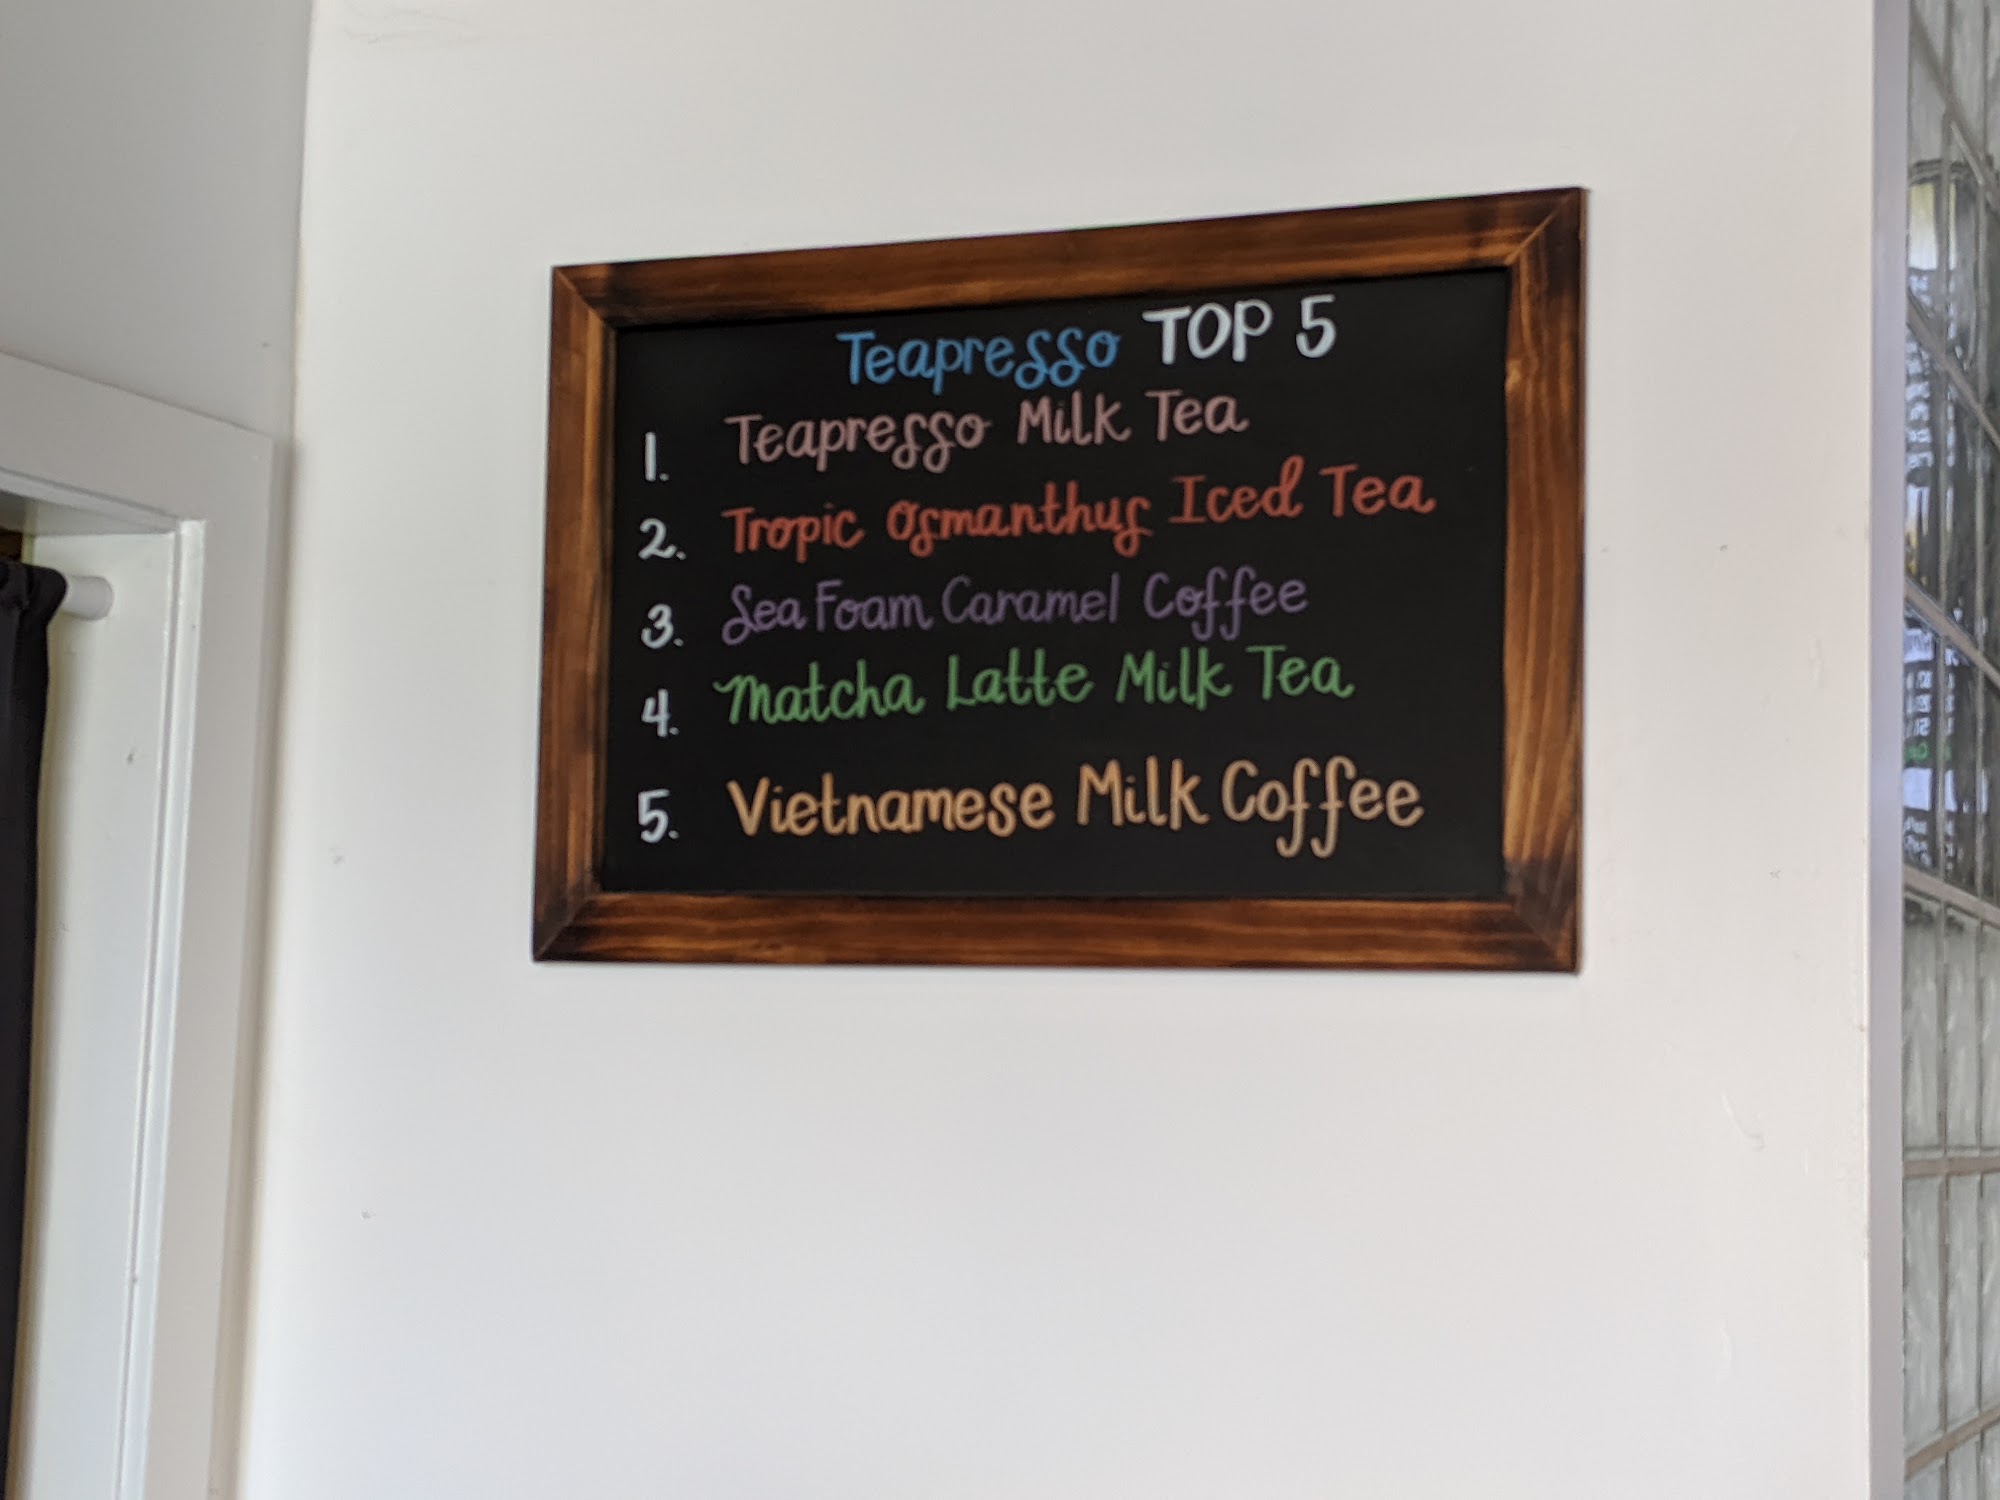 Teapresso TOP 5
1. Teapresso Milk Tea
2. Tropic Osmanthus Iced Tea
3. Sea Foam Caramel Coffee
4. Matcha Latte Milk Tea
5. Vietnamese Milk Coffee